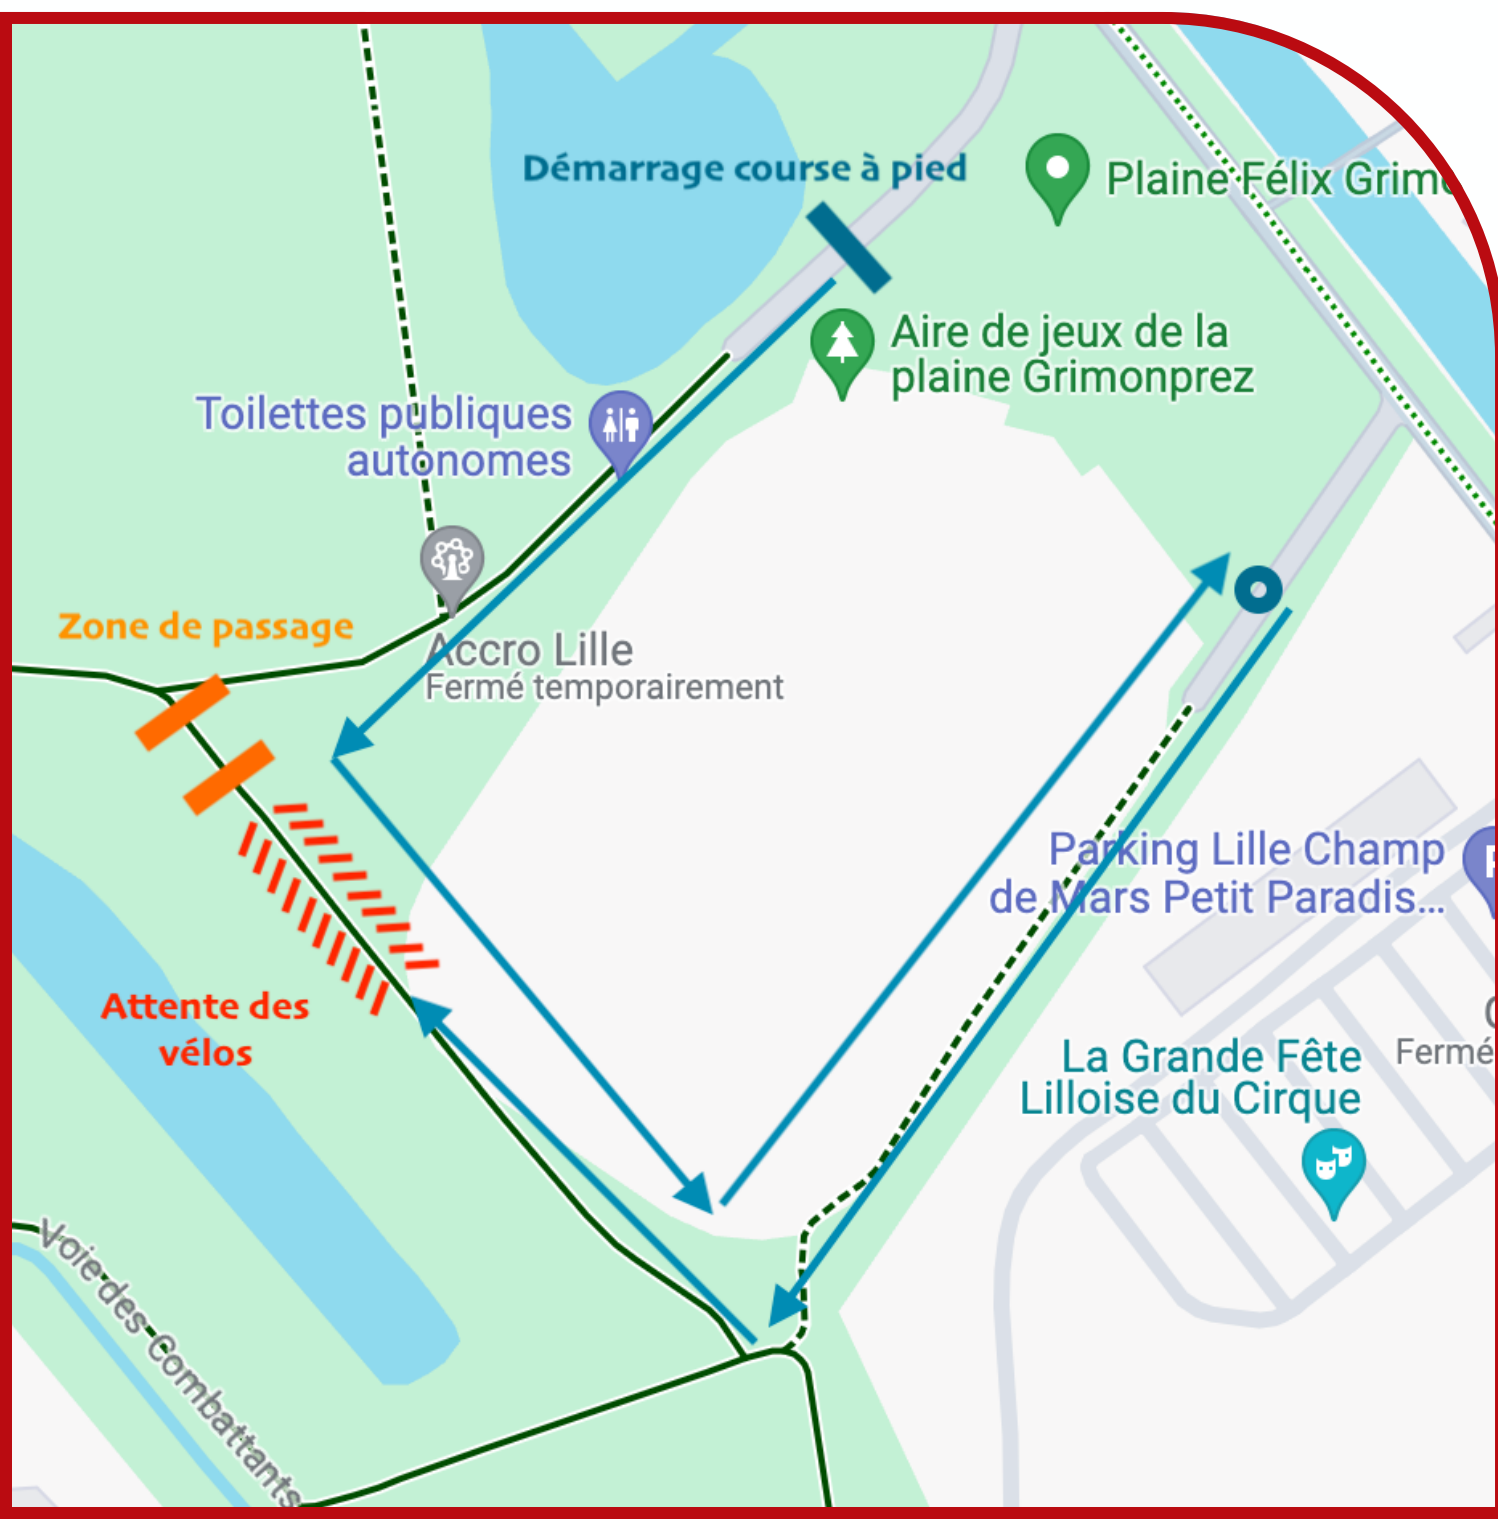 Démarrage course à pied
Plaine Félix Grim
Aire de jeux de la
plaine Grimonprez
Toilettes publiques
autonomes
Zone de passage
Accro Lille
Fermé temporairement
Parking Lille Champ
de Mars Petit Paradis...
Attente des
vélos
La Grande Fête
Lilloise du Cirque
Fermé
Voie des Combattants